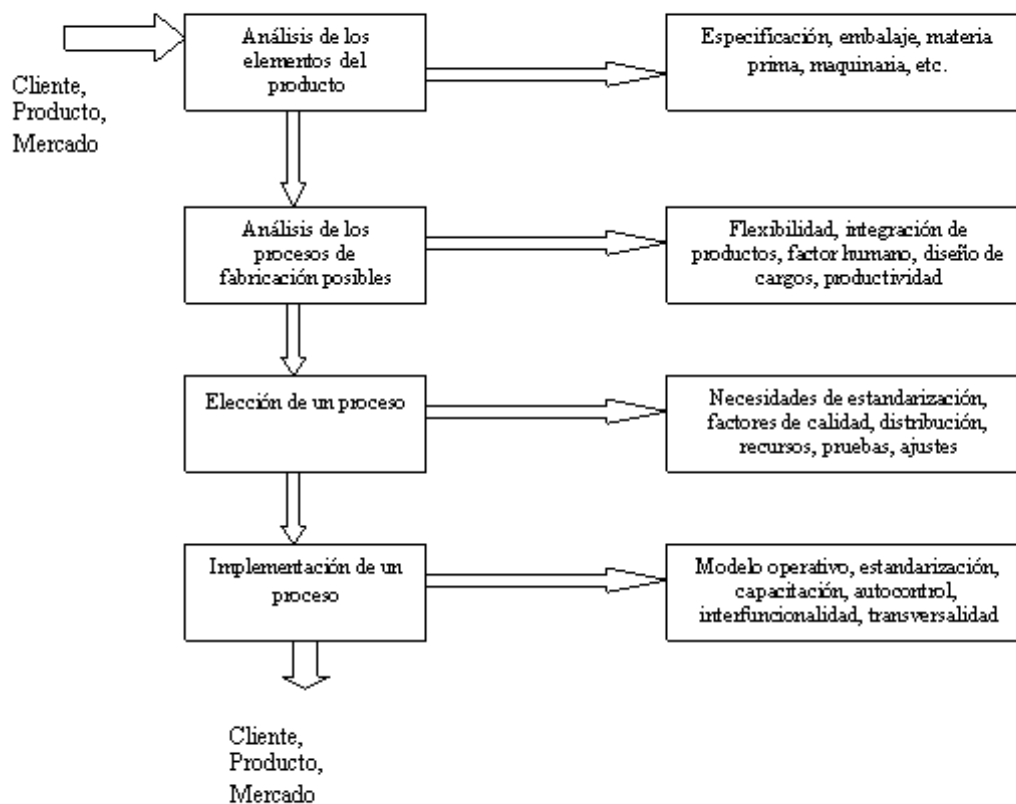 Análisis de los
elementos del
producto
Especificación, embalaje, materia
prima, maquinaria, etc.
Cliente,
Producto,
Mercado
Análisis de los
procesos de
fabricación posibles
Flexibilidad, integración de
productos, factor humano, diseño de
cargos, productividad
Elección de un proceso
Necesidades de estandarización,
factores de calidad, distribución,
recursos, pruebas, ajustes
Implementación de un
proceso
Modelo operativo, estandarización,
capacitación, autocontrol,
interfuncionalidad, transversalidad
Cliente,
Producto,
Mercado